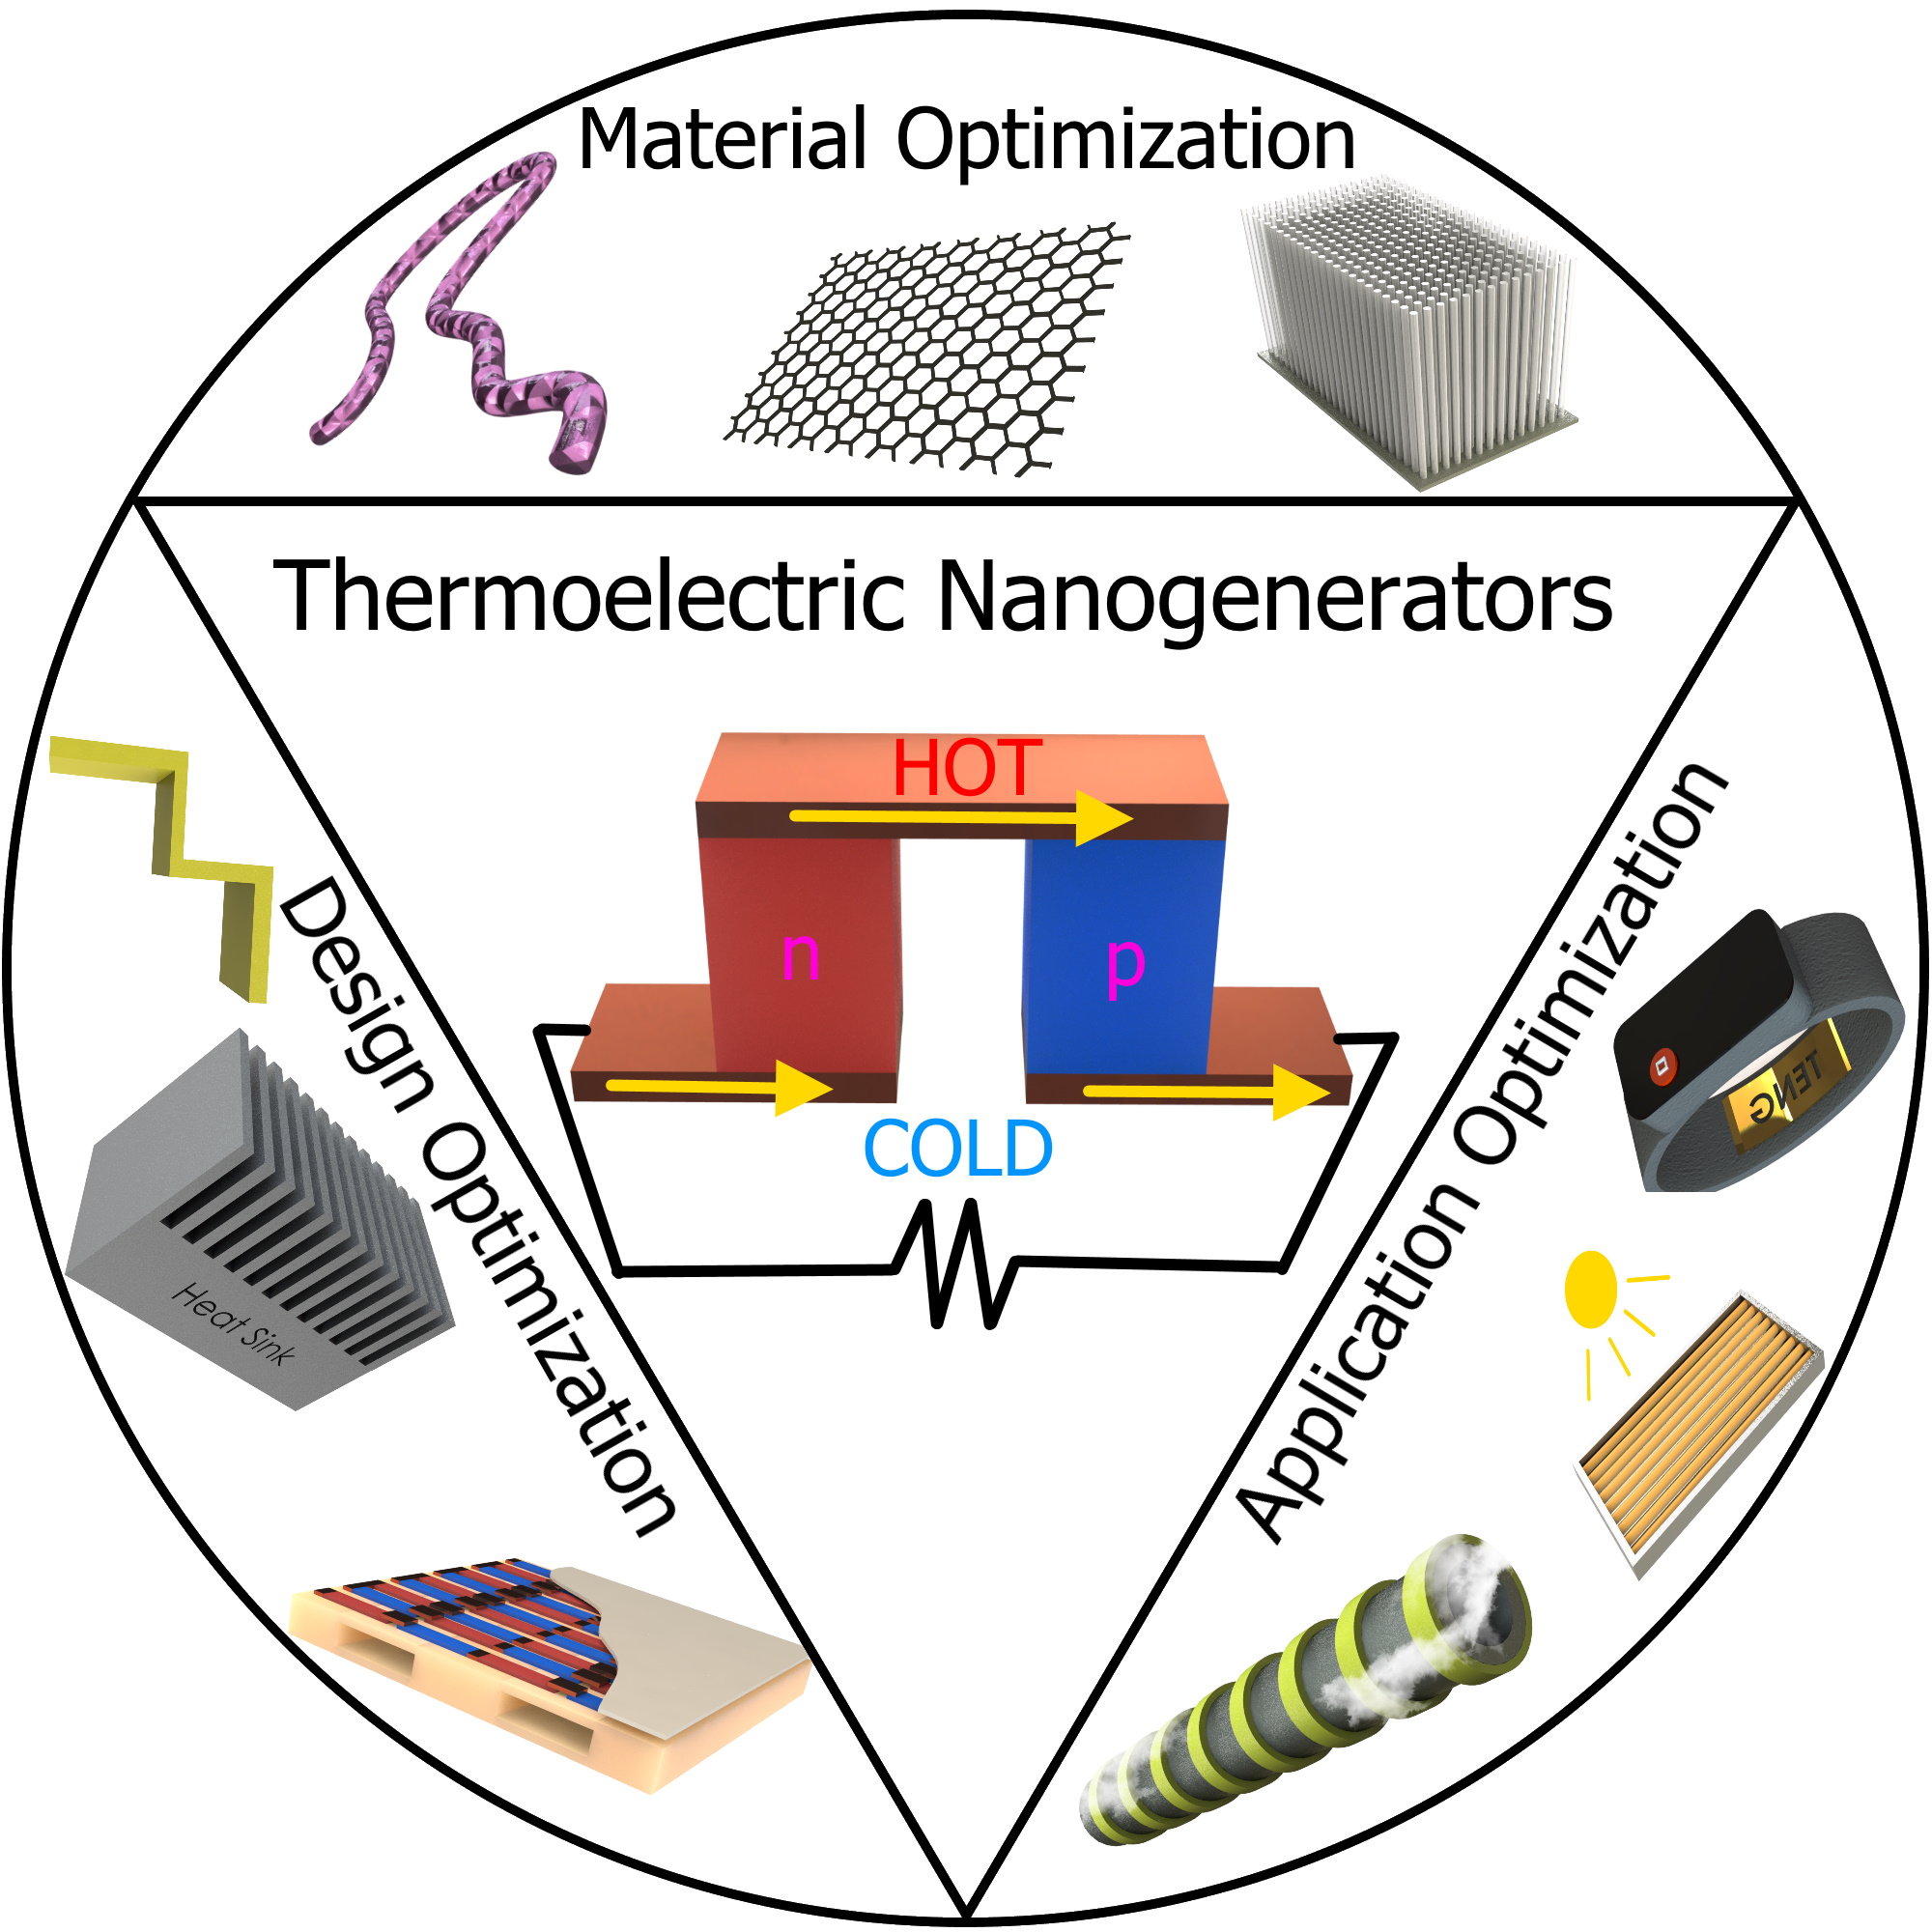 Material Optimization
Thermoelectric Nanogenerators
HOT
n
p
COLD
Design Optimization
Heat Sink
Application Optimization
TENG